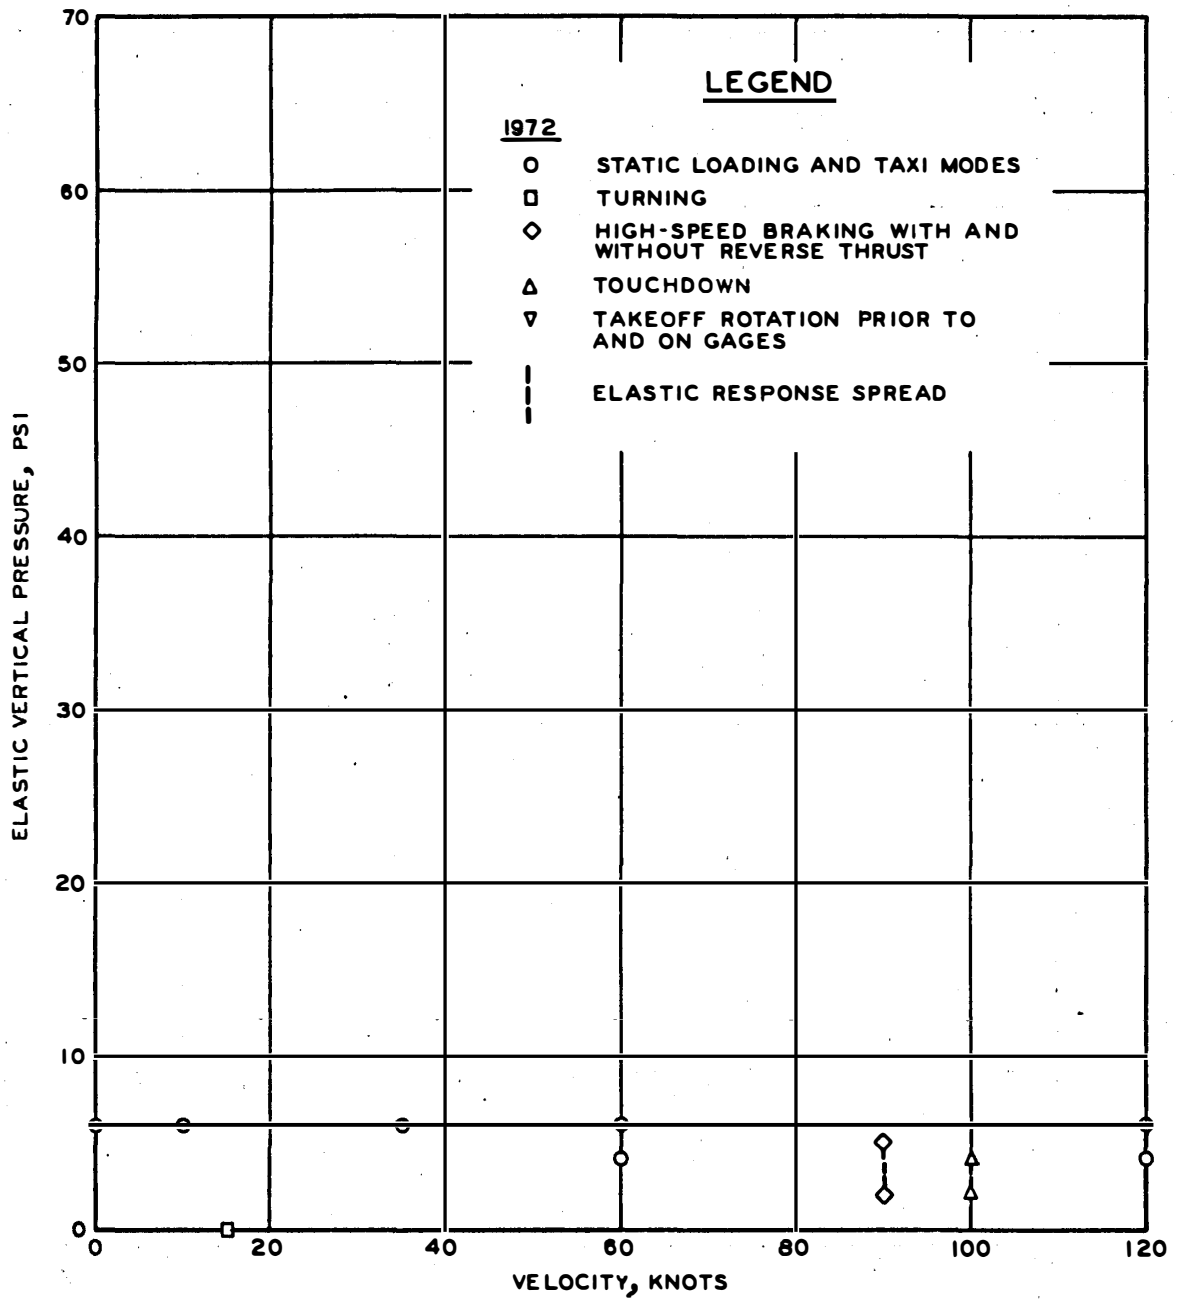 70
60
50
40
30
20
10
0
0 20 40 60 80 100 120
ELASTIC VERTICAL PRESSURE, PSI
VELOCITY, KNOTS
LEGEND
1972
STATIC LOADING AND TAXI MODES
TURNING
HIGH-SPEED BRAKING WITH AND
WITHOUT REVERSE THRUST
TOUCHDOWN
TAKEOFF ROTATION PRIOR TO
AND ON GAGES
ELASTIC RESPONSE SPREAD